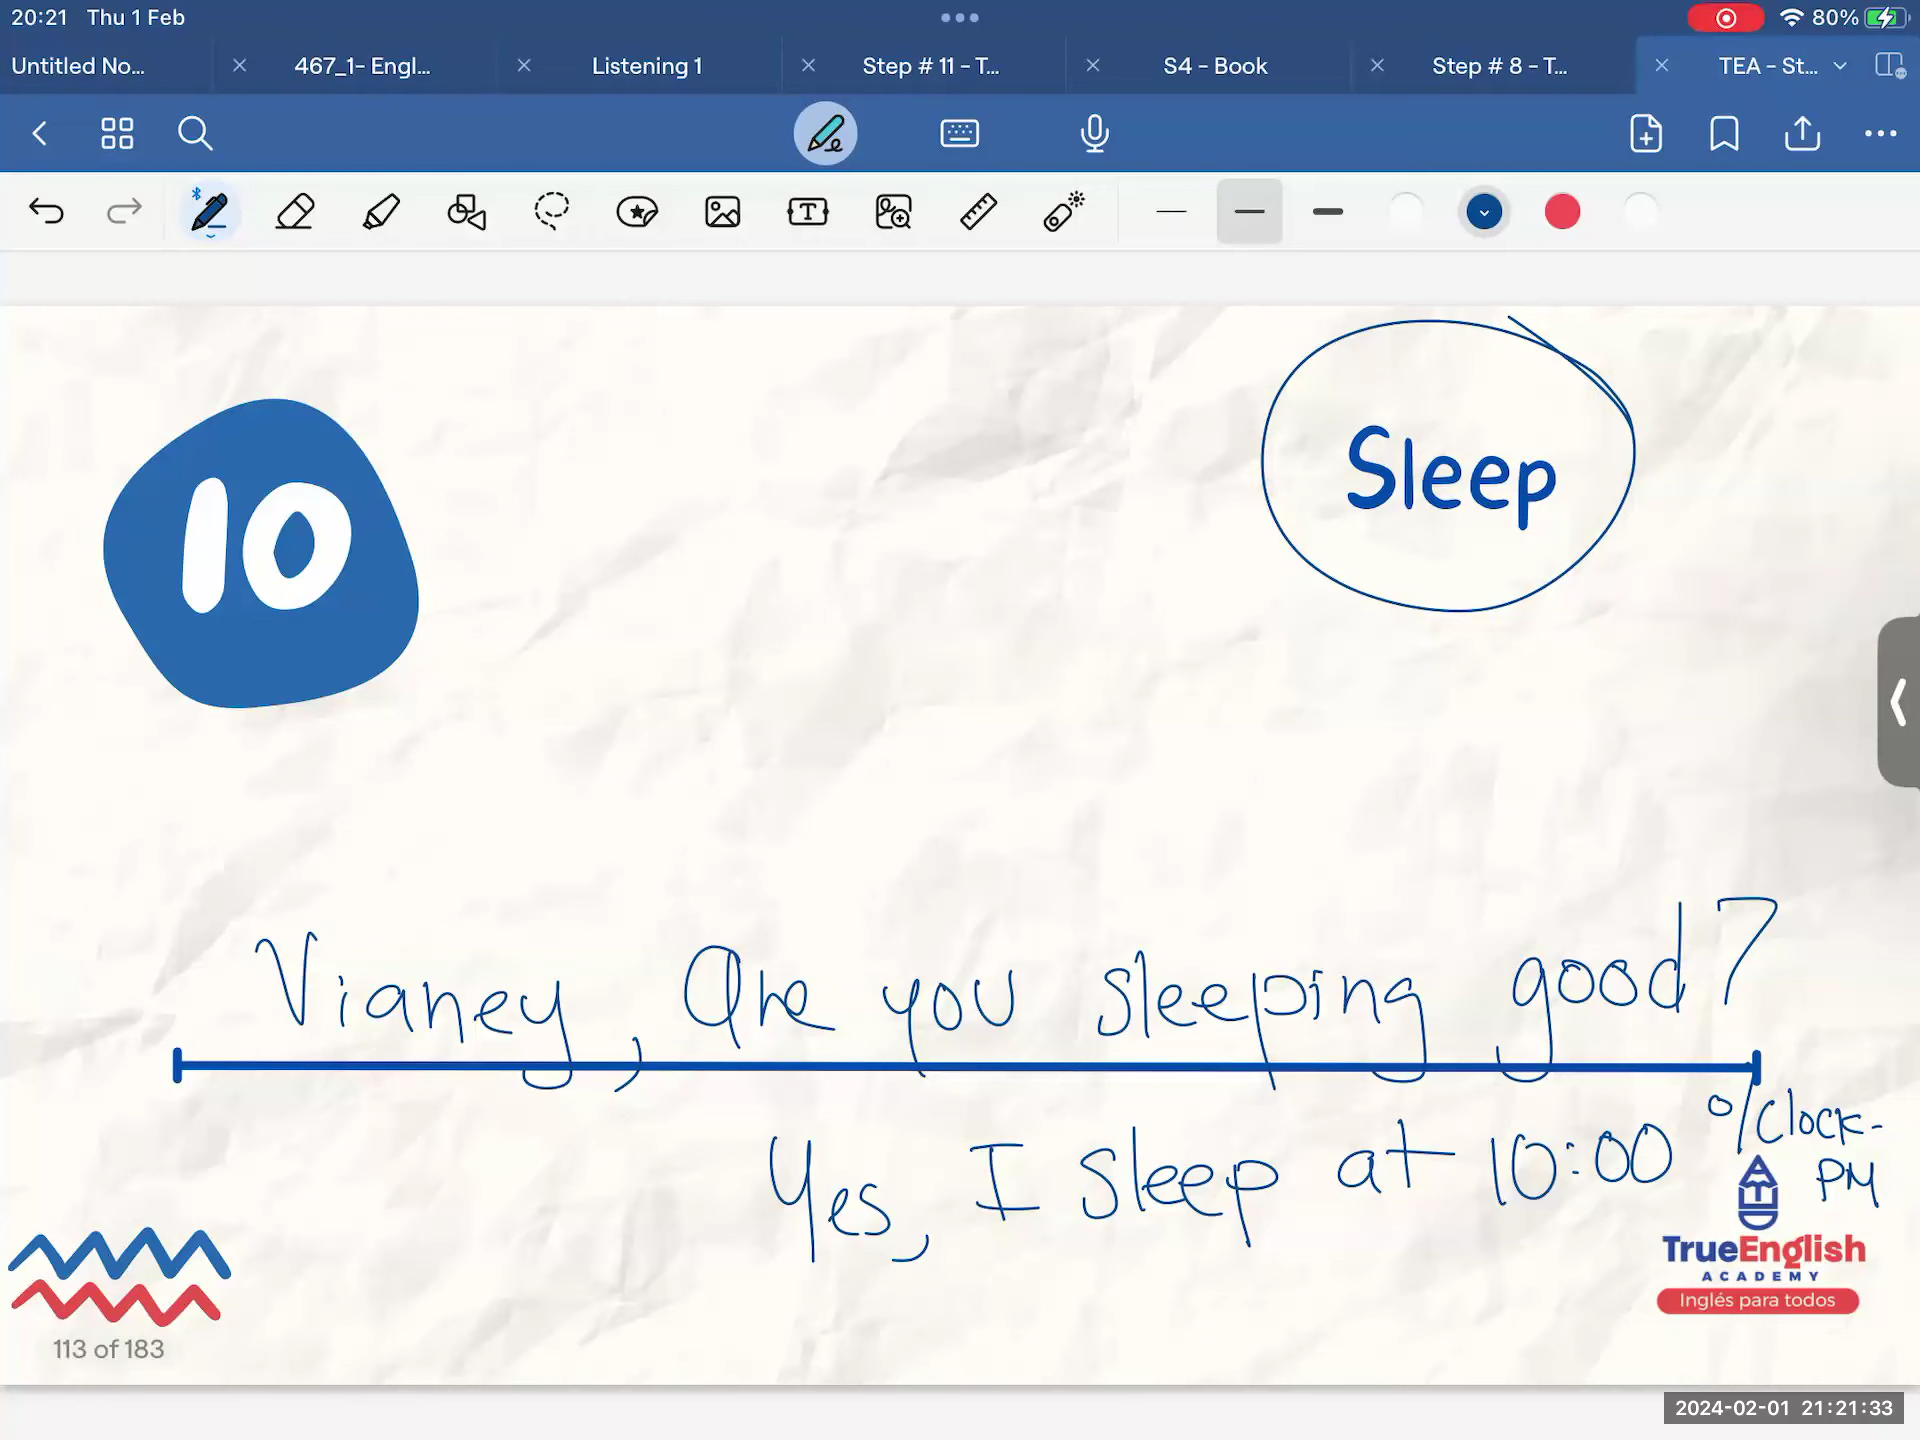 20:21 Thu 1 Feb
80%
Untitled No...
467_1- Engl...
Listening 1
Step # 11 - T...
S4 - Book
Step # 8 - T...
TEA - St...
10
Sleep
Vianey, Are you sleeping good?
Yes, I sleep at 10:00 o'Clock-
PM
TrueEnglish
ACADEMY
Inglés para todos
113 of 183
2024-02-01 21:21:33